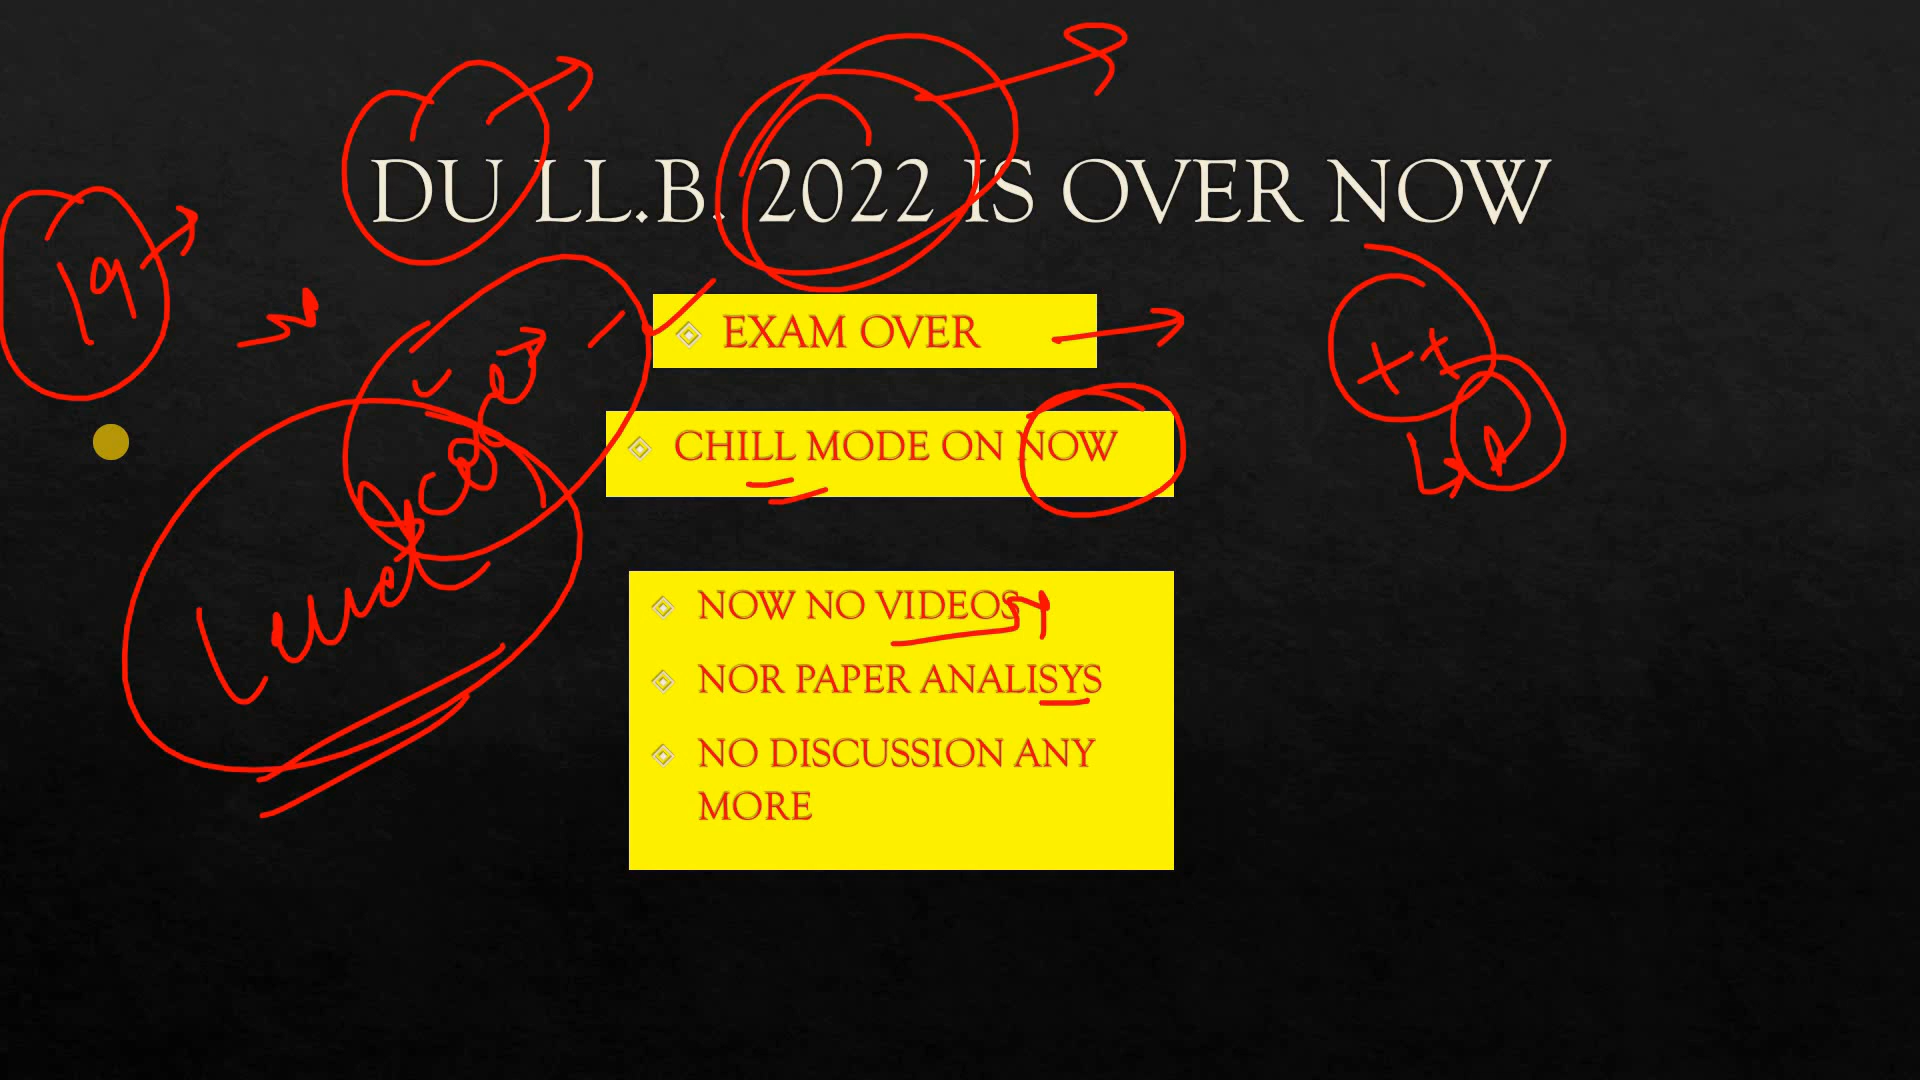 DU LL.B. 2022 IS OVER NOW
19
EXAM OVER
++
CHILL MODE ON NOW
NOW NO VIDEOS
NOR PAPER ANALISYS
NO DISCUSSION ANY
MORE